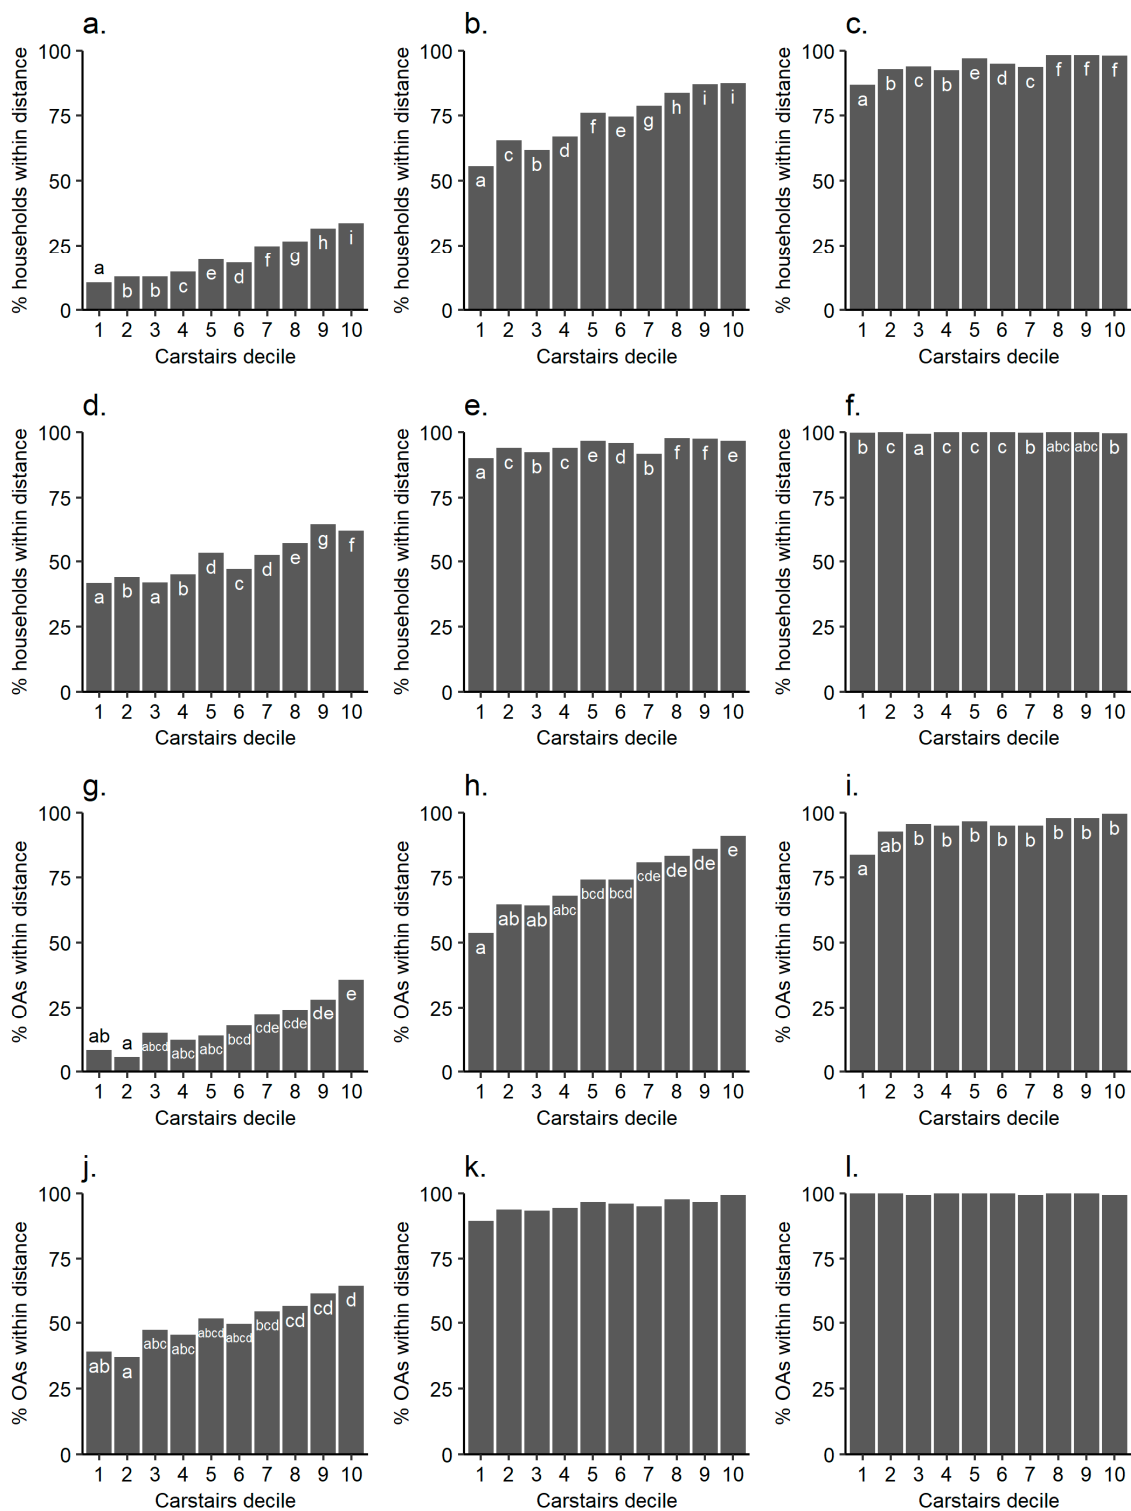 a.
% households within distance
100
75
50
25
0
a b b c e d f g h i
1 2 3 4 5 6 7 8 9 10
Carstairs decile
b.
% households within distance
100
75
50
25
0
a c b d f e g h i i
1 2 3 4 5 6 7 8 9 10
Carstairs decile
c.
% households within distance
100
75
50
25
0
a b c b e d c f f f
1 2 3 4 5 6 7 8 9 10
Carstairs decile
d.
% households within distance
100
75
50
25
0
a b a b d c d e g f
1 2 3 4 5 6 7 8 9 10
Carstairs decile
e.
% households within distance
100
75
50
25
0
a c b c e d b f f e
1 2 3 4 5 6 7 8 9 10
Carstairs decile
f.
% households within distance
100
75
50
25
0
b c a c c c b abc abc b
1 2 3 4 5 6 7 8 9 10
Carstairs decile
g.
% OAs within distance
100
75
50
25
0
ab a abcd abc abc bcd cde cde de e
1 2 3 4 5 6 7 8 9 10
Carstairs decile
h.
% OAs within distance
100
75
50
25
0
a ab ab abc bcd bcd cde de de e
1 2 3 4 5 6 7 8 9 10
Carstairs decile
i.
% OAs within distance
100
75
50
25
0
a ab b b b b b b b b
1 2 3 4 5 6 7 8 9 10
Carstairs decile
j.
% OAs within distance
100
75
50
25
0
ab a abc abc abcd abcd bcd cd cd d
1 2 3 4 5 6 7 8 9 10
Carstairs decile
k.
% OAs within distance
100
75
50
25
0
1 2 3 4 5 6 7 8 9 10
Carstairs decile
l.
% OAs within distance
100
75
50
25
0
1 2 3 4 5 6 7 8 9 10
Carstairs decile